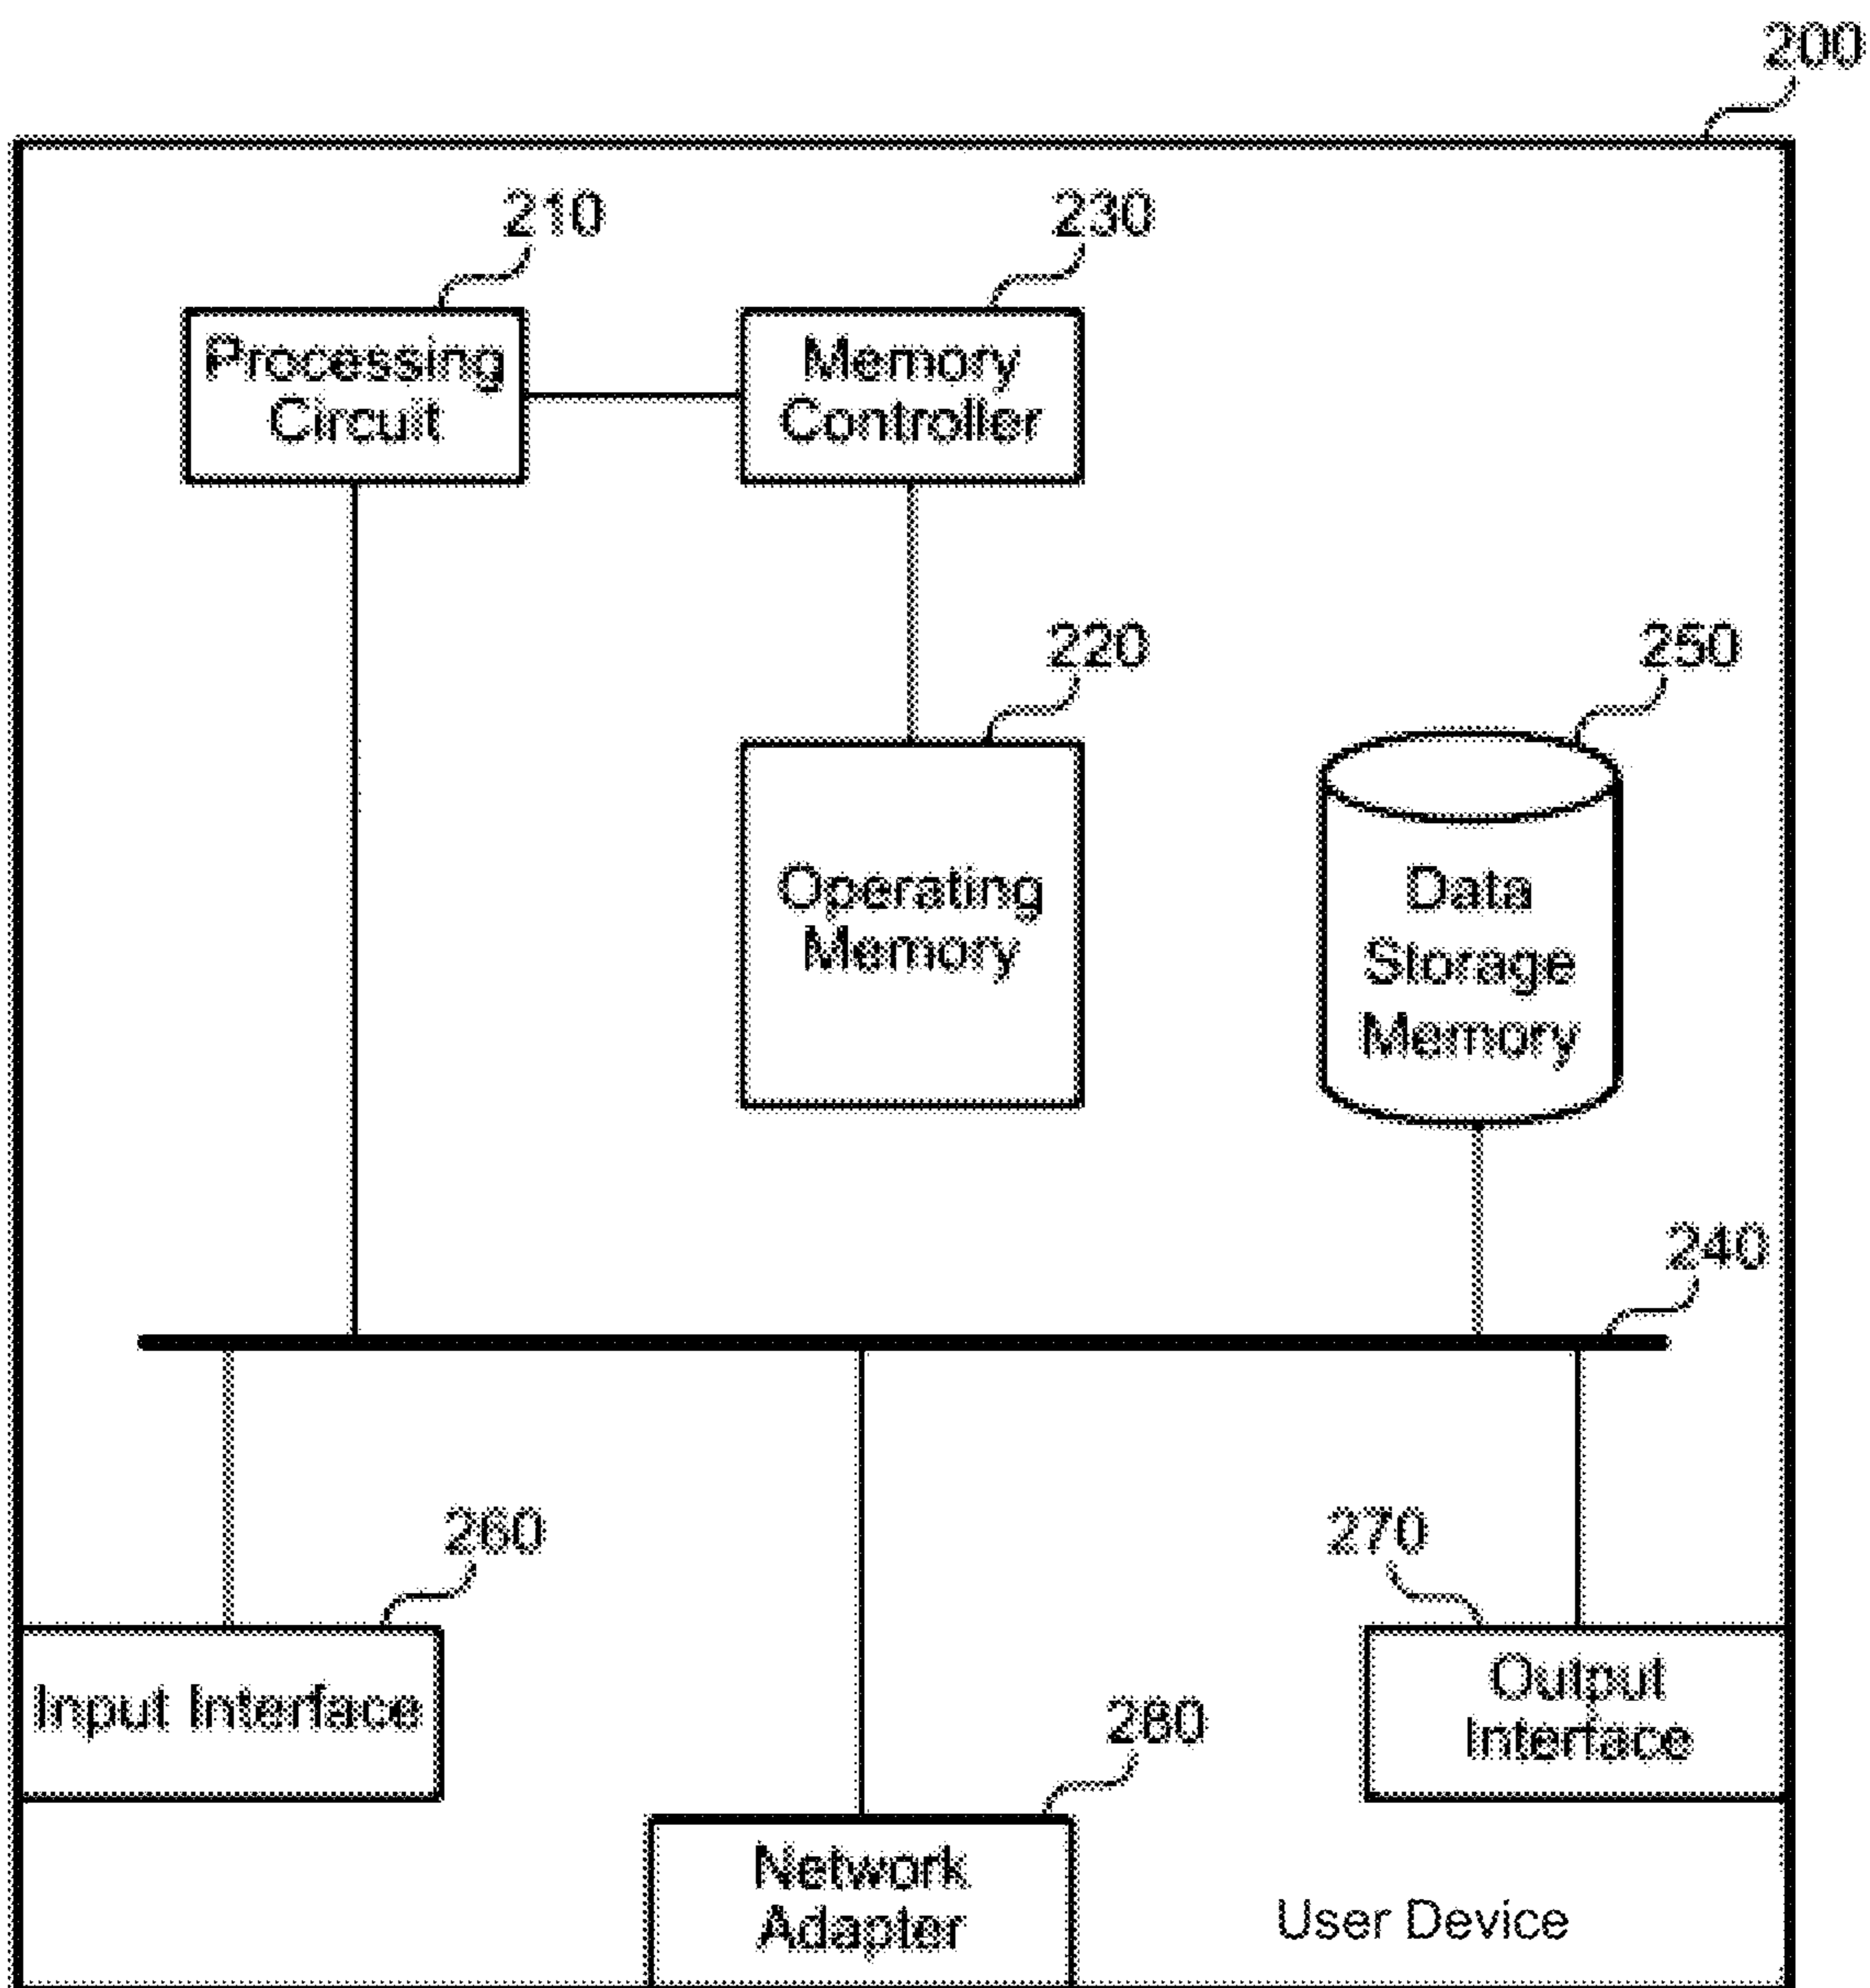 200
210
230
Processing
Circuit
Memory
Controller
220
250
Operating
Memory
Data
Storage
Memory
240
260
270
Input Interface
Output
Interface
280
Network
Adapter
User Device